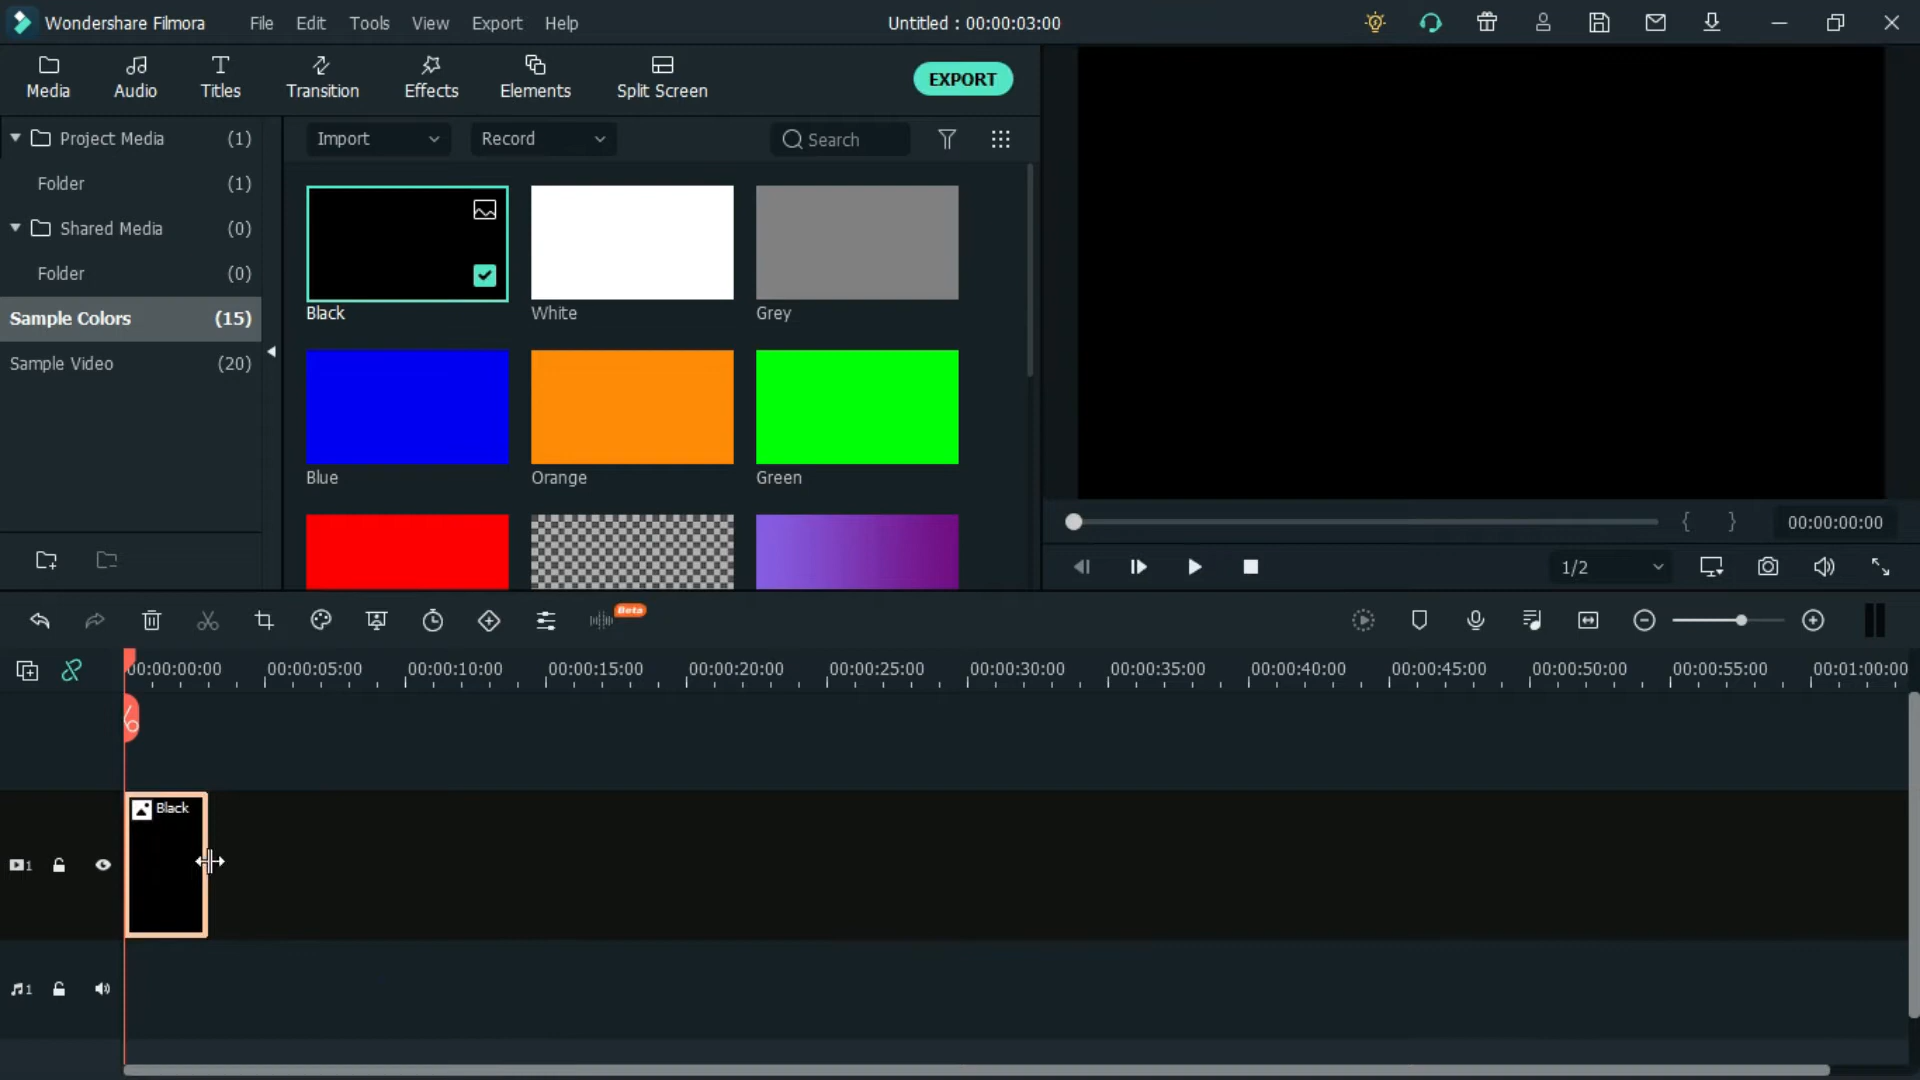 Wondershare Filmora File Edit Tools View Export Help Untitled : 00:00:03:00
Media Audio Titles Transition Effects Elements Split Screen EXPORT
Project Media (1)
Folder (1)
Shared Media (0)
Folder (0)
Sample Colors (15)
Sample Video (20)
Import Record Search
Black White Grey
Blue Orange Green
00:00:00:00
1/2
Beta
00:00:00:00 00:00:05:00 00:00:10:00 00:00:15:00 00:00:20:00 00:00:25:00 00:00:30:00 00:00:35:00 00:00:40:00 00:00:45:00 00:00:50:00 00:00:55:00 00:01:00:00
Black
1
1